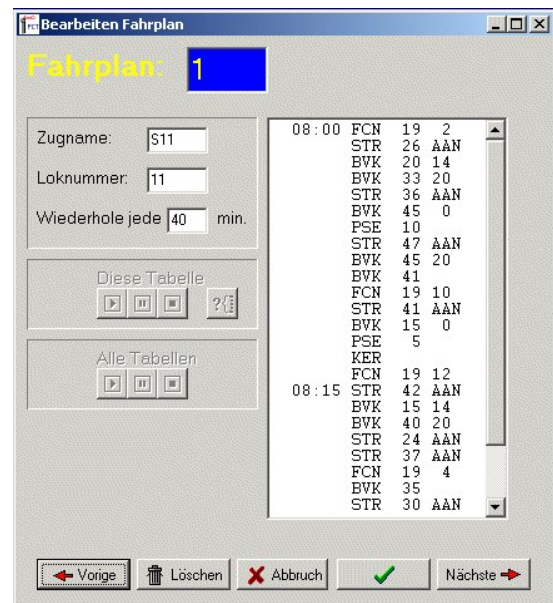 Bearbeiten Fahrplan
Fahrplan: 1
Zugname: S11
Loknummer: 11
Wiederhole jede 40 min.
Diese Tabelle
?{
Alle Tabellen
08:00 FCN 19 2
STR 26 AAN
BVK 20 14
BVK 33 20
STR 36 AAN
BVK 45 0
PSE 10
STR 47 AAN
BVK 45 20
BVK 41
FCN 19 10
STR 41 AAN
BVK 15 0
PSE 5
KER
FCN 19 12
08:15 STR 42 AAN
BVK 15 14
BVK 40 20
STR 24 AAN
STR 37 AAN
FCN 19 4
BVK 35
STR 30 AAN
Vorige Löschen Abbruch Nächste